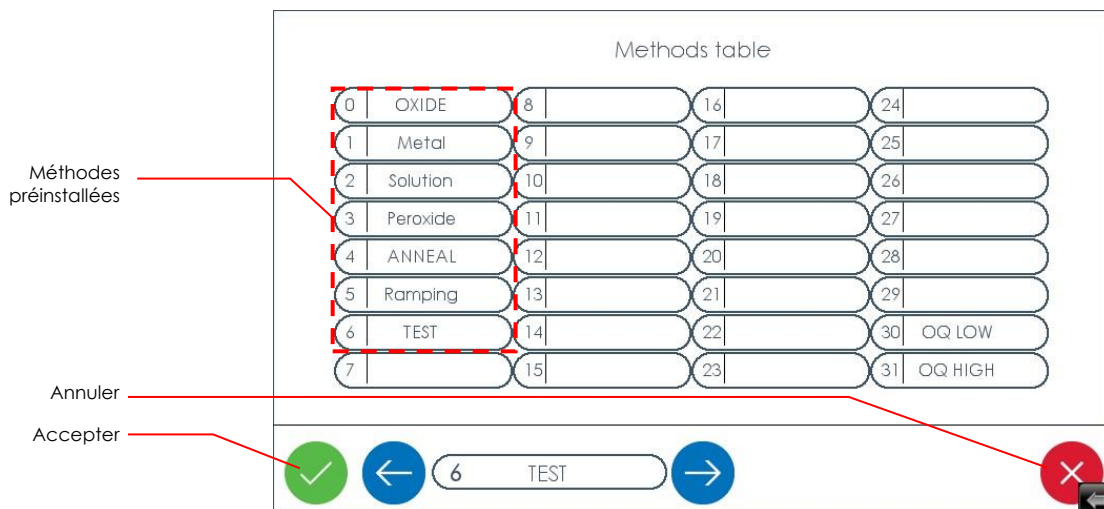 Methods table
0 OXIDE 8 16 24
1 Metal 9 17 25
Méthodes
préinstallées
2 Solution 10 18 26
3 Peroxide 11 19 27
4 ANNEAL 12 20 28
5 Ramping 13 21 29
6 TEST 14 22 30 OQ LOW
7 15 23 31 OQ HIGH
Annuler
Accepter
6 TEST